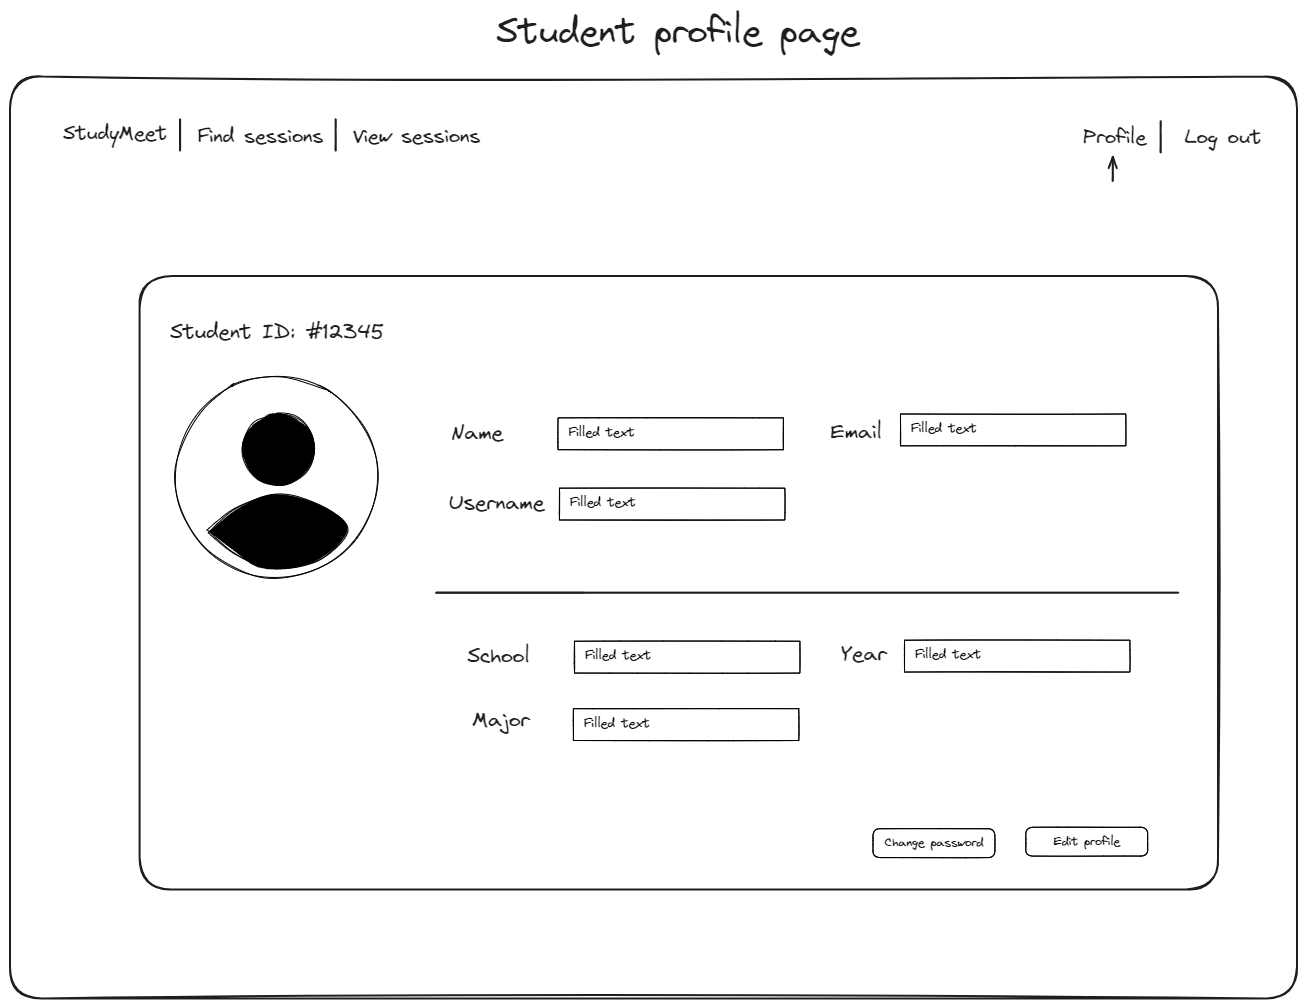 Student profile page
StudyMeet | Find sessions | View sessions
Profile | Log out
Student ID: #12345
Name Filled text Email Filled text
Username Filled text
School Filled text Year Filled text
Major Filled text
Change password Edit profile